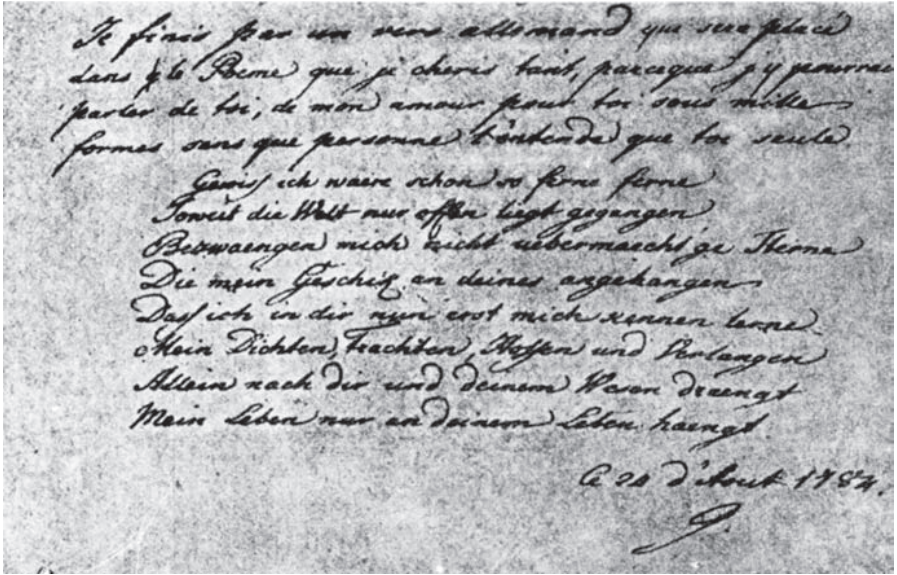 Je finis par un vers allemand qui sera placé
dans le Poeme que je cheris tant, parceque j'y pourrai
parler de toi, de mon amour pour toi sous mille
formes sans que personne l'entende que toi seule
Gewiss ich waere schon so ferne ferne
Soweit die Welt nur offen liegt gegangen
Bezwaengen mich nicht uebermaecht'ge Sterne
Die mein Geschick an deines angehangen
Dass ich in dir nun erst mich kennen lerne
Mein Dichten, Trachten, Hoffen und Verlangen
Allein nach dir und deinem Wesen draengt
Mein Leben nur an deinem Leben haengt
Ce 24 d'Aout 1784.
G.